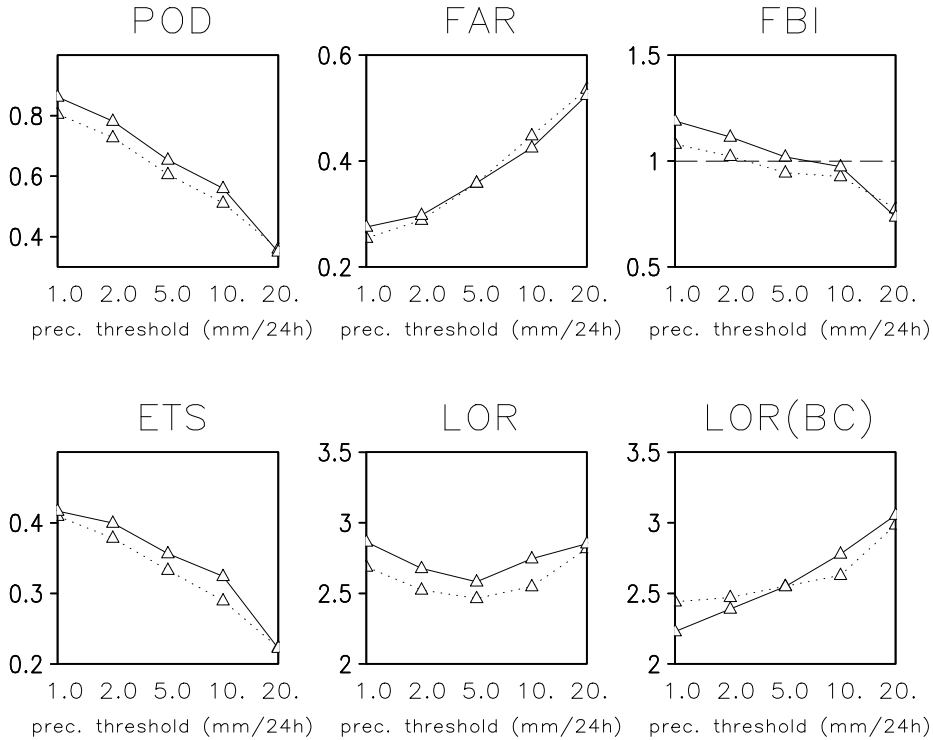 POD FAR FBI
0.6 1.5
0.8
0.6 0.4 1
0.4
0.2 0.5
1.0 2.0 5.0 10. 20. 1.0 2.0 5.0 10. 20. 1.0 2.0 5.0 10. 20.
prec. threshold (mm/24h) prec. threshold (mm/24h) prec. threshold (mm/24h)
ETS LOR LOR(BC)
3.5 3.5
0.4 3 3
0.3 2.5 2.5
0.2 2 2
1.0 2.0 5.0 10. 20. 1.0 2.0 5.0 10. 20. 1.0 2.0 5.0 10. 20.
prec. threshold (mm/24h) prec. threshold (mm/24h) prec. threshold (mm/24h)